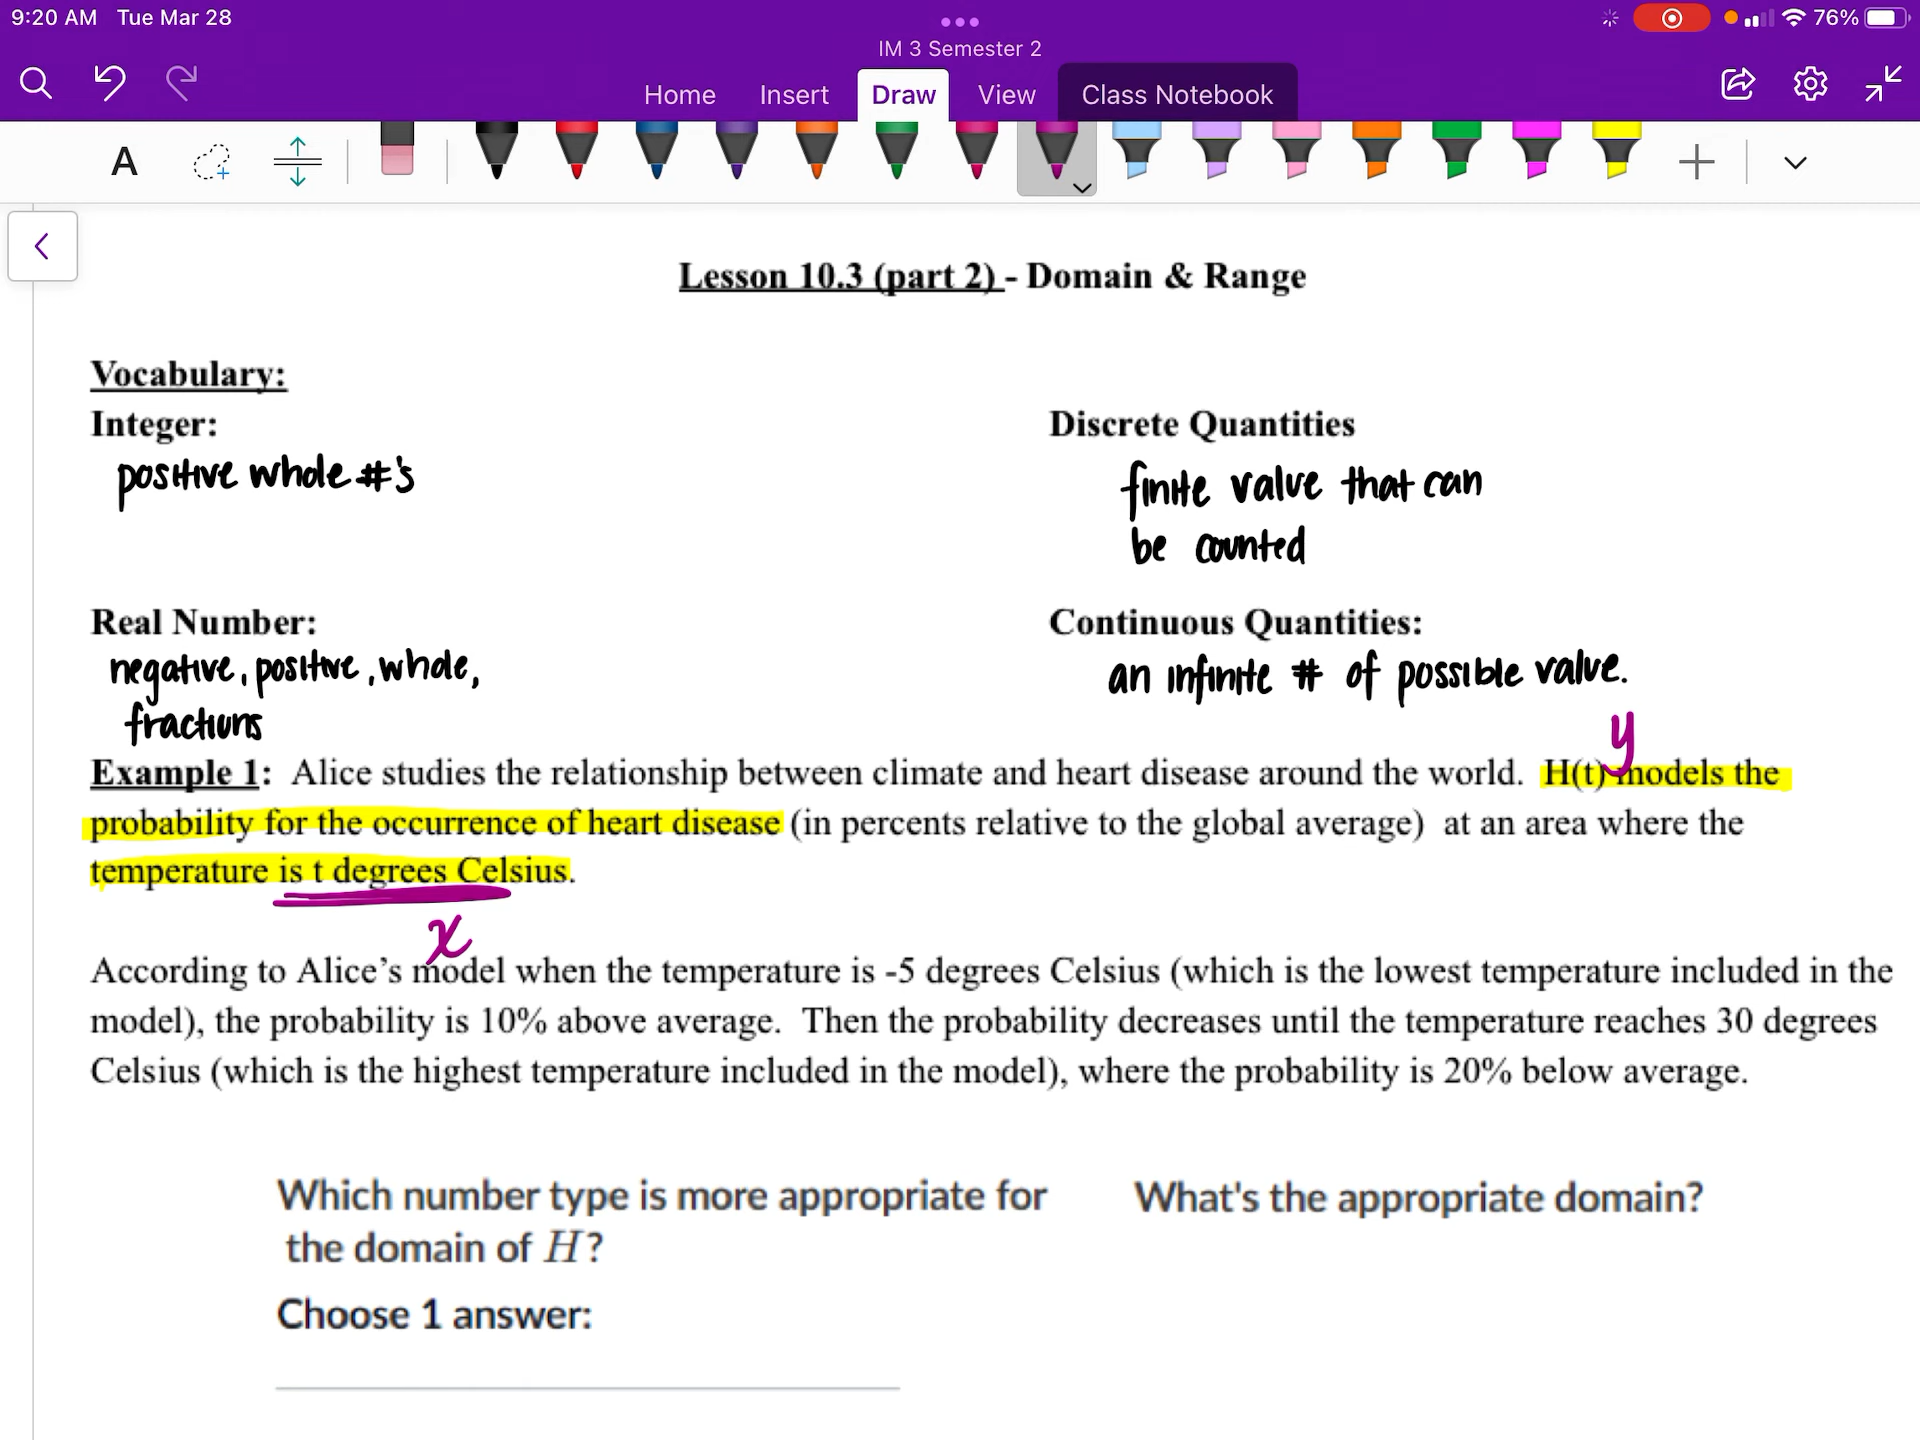 9:20 AM Tue Mar 28
76%
IM 3 Semester 2
Home Insert Draw View Class Notebook
A
Lesson 10.3 (part 2) - Domain & Range
Vocabulary:
Integer:
positive whole #'s
Discrete Quantities
finite value that can
be counted
Real Number:
negative, positive, whole,
fractions
Continuous Quantities:
an infinite # of possible value.
y
Example 1: Alice studies the relationship between climate and heart disease around the world. H(t) models the
probability for the occurrence of heart disease (in percents relative to the global average) at an area where the
temperature is t degrees Celsius.
x
According to Alice's model when the temperature is -5 degrees Celsius (which is the lowest temperature included in the
model), the probability is 10% above average. Then the probability decreases until the temperature reaches 30 degrees
Celsius (which is the highest temperature included in the model), where the probability is 20% below average.
Which number type is more appropriate for
the domain of H?
What's the appropriate domain?
Choose 1 answer: